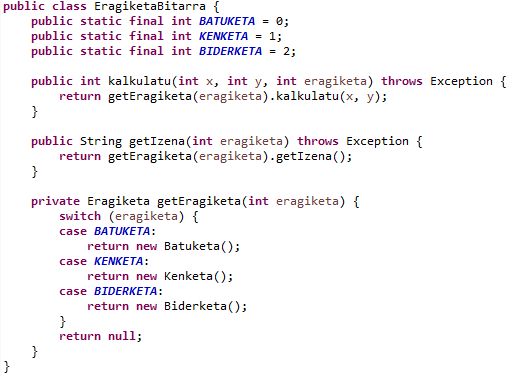 public class EragiketaBitarra {
    public static final int BATUKETA = 0;
    public static final int KENKETA = 1;
    public static final int BIDERKETA = 2;

    public int kalkulatu(int x, int y, int eragiketa) throws Exception {
        return getEragiketa(eragiketa).kalkulatu(x, y);
    }

    public String getIzena(int eragiketa) throws Exception {
        return getEragiketa(eragiketa).getIzena();
    }

    private Eragiketa getEragiketa(int eragiketa) {
        switch (eragiketa) {
        case BATUKETA:
            return new Batuketa();
        case KENKETA:
            return new Kenketa();
        case BIDERKETA:
            return new Biderketa();
        }
        return null;
    }
}